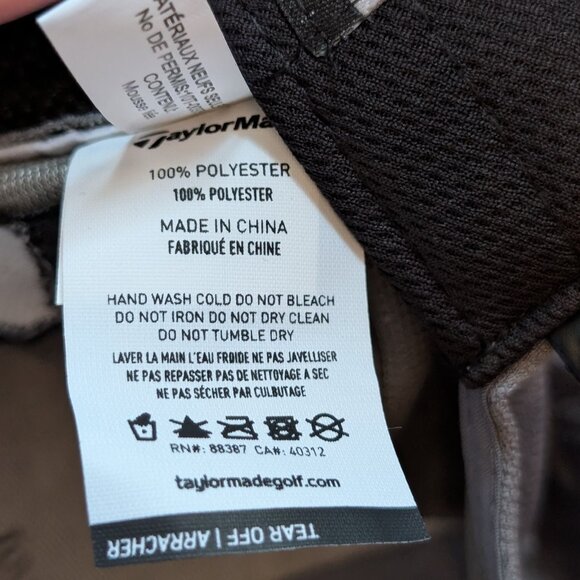 MATÉRIAUX NEUFS SEUL
No DE PERMIS:
CONTENU
Mousse
TaylorMa
100% POLYESTER
100% POLYESTER
MADE IN CHINA
FABRIQUÉ EN CHINE
HAND WASH COLD DO NOT BLEACH
DO NOT IRON DO NOT DRY CLEAN
DO NOT TUMBLE DRY
LAVER LA MAIN L'EAU FROIDE NE PAS JAVELLISER
NE PAS REPASSER PAS DE NETTOYAGE A SEC
NE PAS SÉCHER PAR CULBUTAGE
RN#: 88387 CA#: 40312
taylormadegolf.com
TEAR OFF | ARRACHER